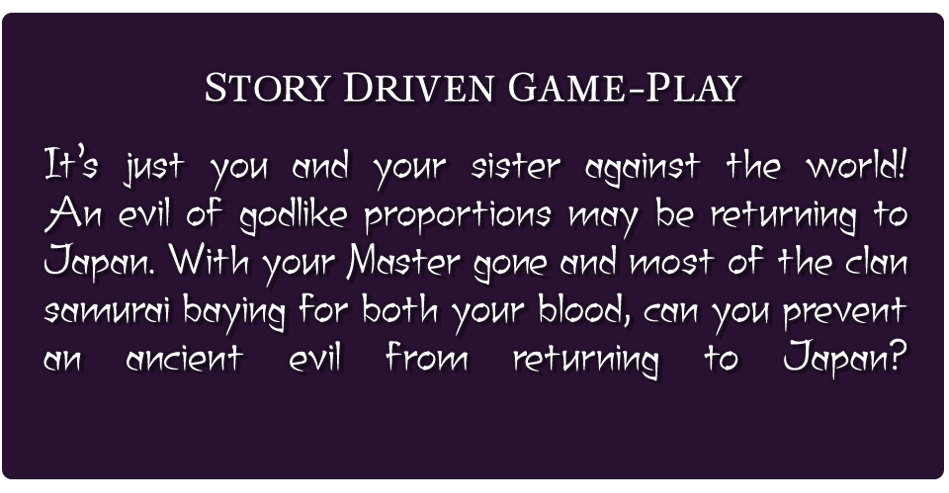 Story Driven Game-Play
It's just you and your sister against the world!
An evil of godlike proportions may be returning to
Japan. With your Master gone and most of the clan
samurai baying for both your blood, can you prevent
an ancient evil from returning to Japan?